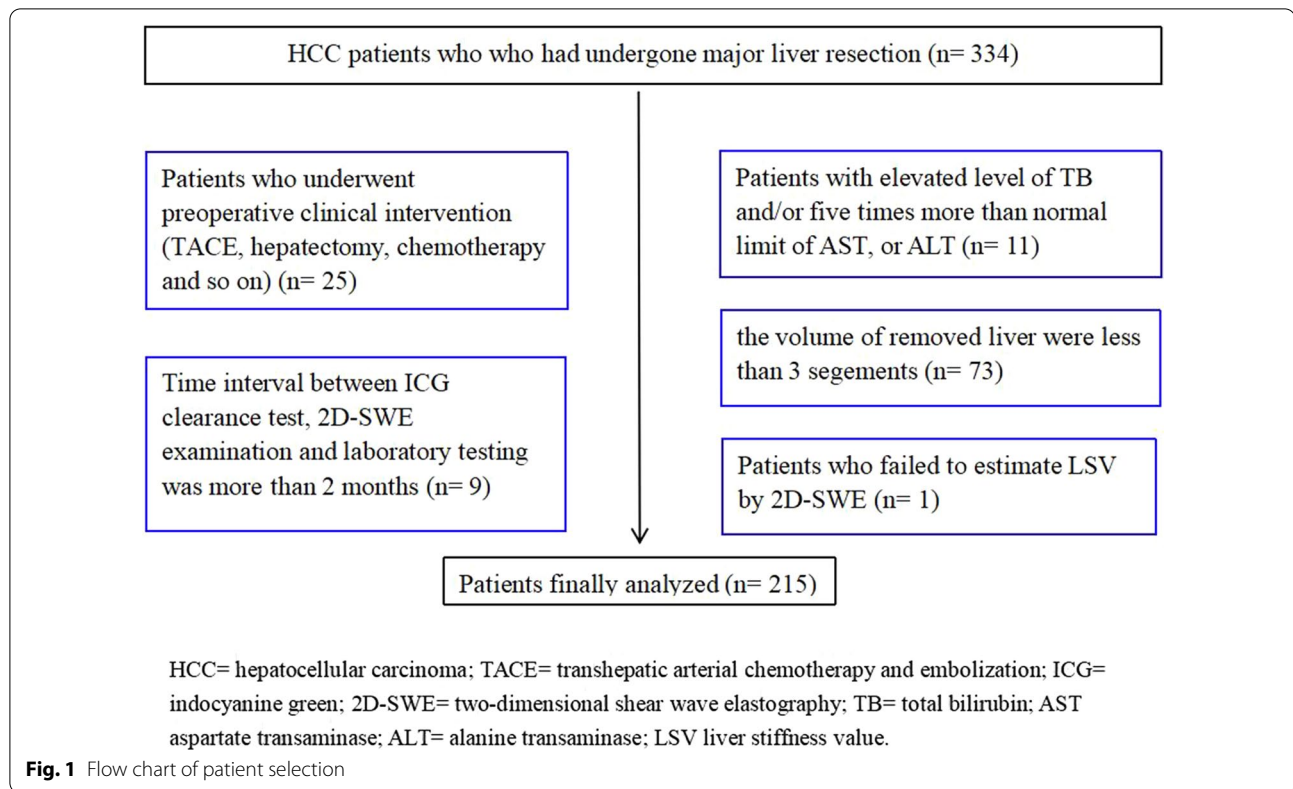 HCC patients who who had undergone major liver resection (n= 334)
Patients who underwent
preoperative clinical intervention
(TACE, hepatectomy, chemotherapy
and so on) (n= 25)
Time interval between ICG
clearance test, 2D-SWE
examination and laboratory testing
was more than 2 months (n= 9)
Patients with elevated level of TB
and/or five times more than normal
limit of AST, or ALT (n= 11)
the volume of removed liver were less
than 3 segements (n= 73)
Patients who failed to estimate LSV
by 2D-SWE (n= 1)
Patients finally analyzed (n= 215)
HCC= hepatocellular carcinoma; TACE= transhepatic arterial chemotherapy and embolization; ICG=
indocyanine green; 2D-SWE= two-dimensional shear wave elastography; TB= total bilirubin; AST
aspartate transaminase; ALT= alanine transaminase; LSV liver stiffness value.
Fig. 1 Flow chart of patient selection